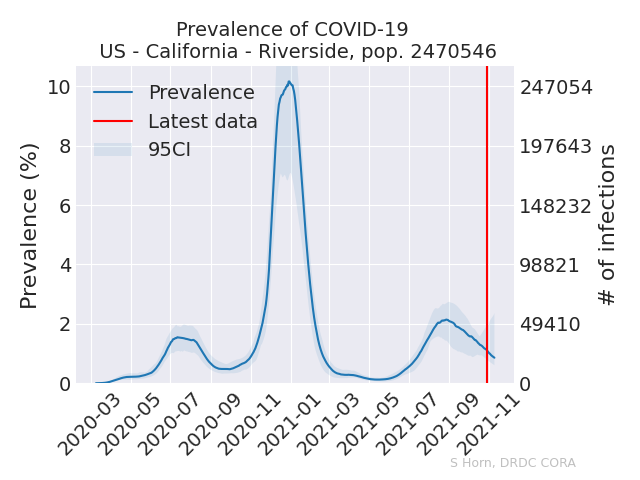 Prevalence of COVID-19
US - California - Riverside, pop. 2470546
Prevalence
Latest data
95CI
Prevalence (%)
10
8
6
4
2
0
247054
197643
148232
98821
49410
0
# of infections
2020-03
2020-05
2020-07
2020-09
2020-11
2021-01
2021-03
2021-05
2021-07
2021-09
2021-11
S Horn, DRDC CORA